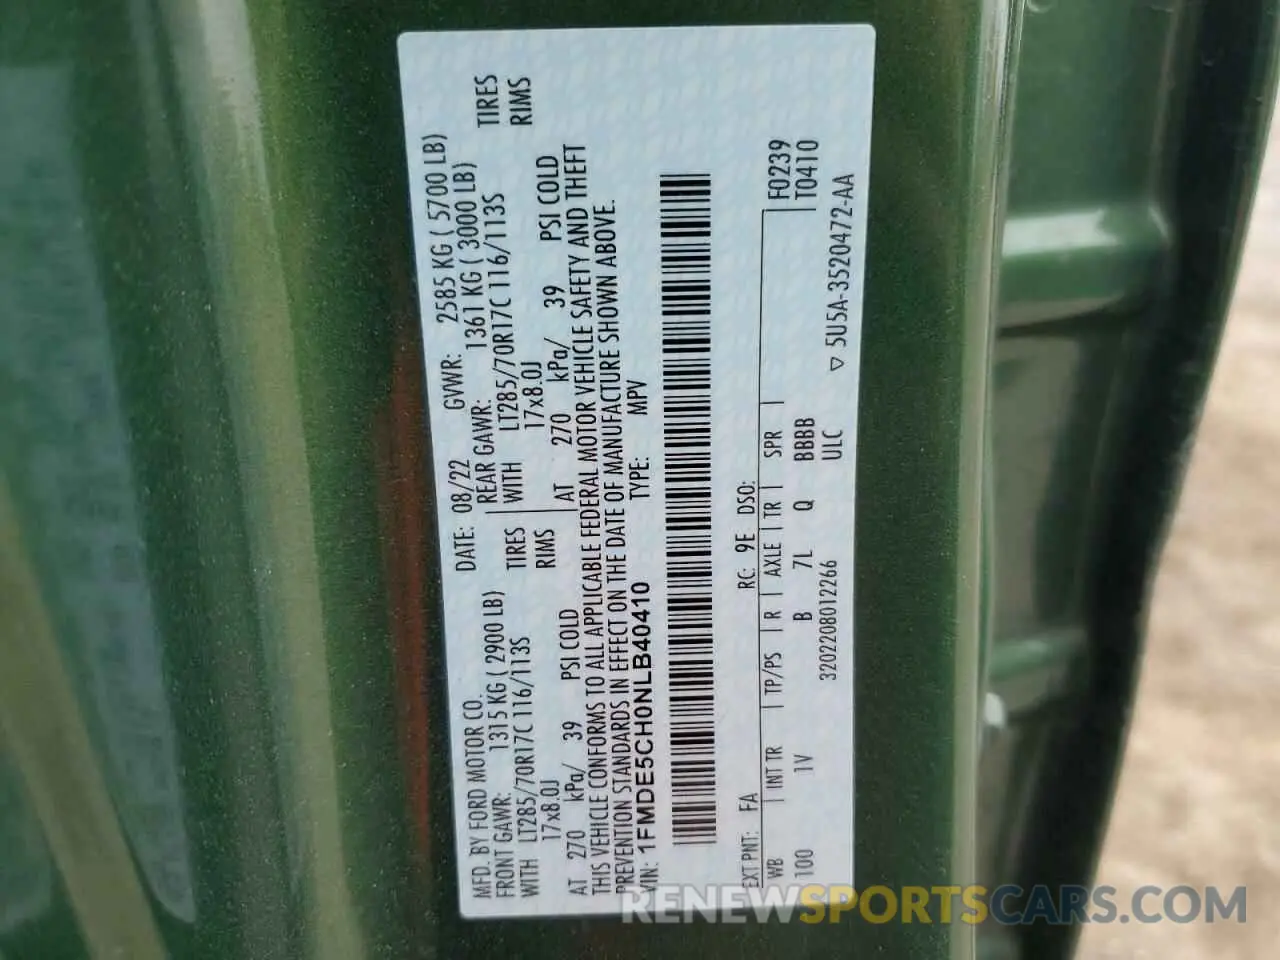 MFD. BY FORD MOTOR CO.
DATE: 08/22 GVWR: 2585 KG ( 5700 LB)
FRONT GAWR: 1315 KG ( 2900 LB) REAR GAWR: 1361 KG ( 3000 LB)
WITH LT285/70R17C 116/113S TIRES WITH LT285/70R17C 116/113S TIRES
17x8.0J RIMS 17x8.0J RIMS
AT 270 kPa/ 39 PSI COLD AT 270 kPa/ 39 PSI COLD
THIS VEHICLE CONFORMS TO ALL APPLICABLE FEDERAL MOTOR VEHICLE SAFETY AND THEFT
PREVENTION STANDARDS IN EFFECT ON THE DATE OF MANUFACTURE SHOWN ABOVE.
VIN: 1FMDE5CH0NLB40410 TYPE: MPV
EXT PNT: FA RC: 9E DSO:
WB INT TR TP/PS R AXLE TR SPR F0239
100 1V B 7L Q BBBB T0410
3202208012266 ULC ▽ 5U5A-3520472-AA
RENEWSPORTSCARS.COM